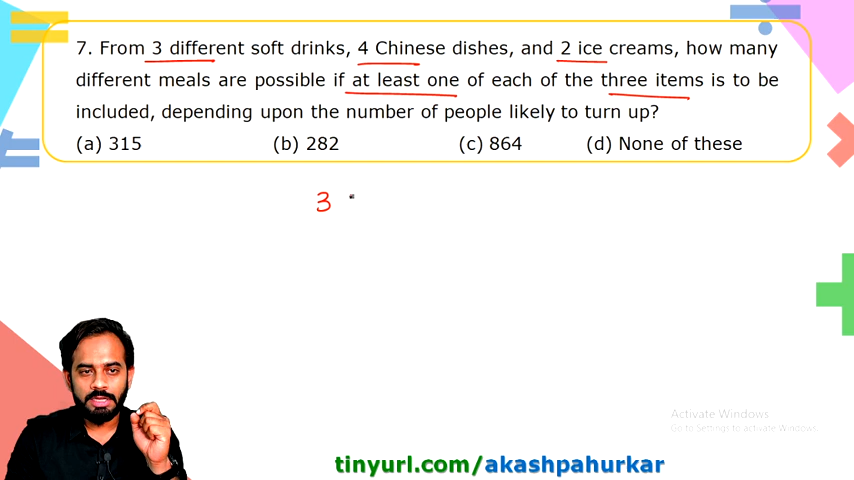 7. From 3 different soft drinks, 4 Chinese dishes, and 2 ice creams, how many
different meals are possible if at least one of each of the three items is to be
included, depending upon the number of people likely to turn up?
(a) 315 (b) 282 (c) 864 (d) None of these
3
Activate Windows
Go to Settings to activate Windows.
tinyurl.com/akashpahurkar